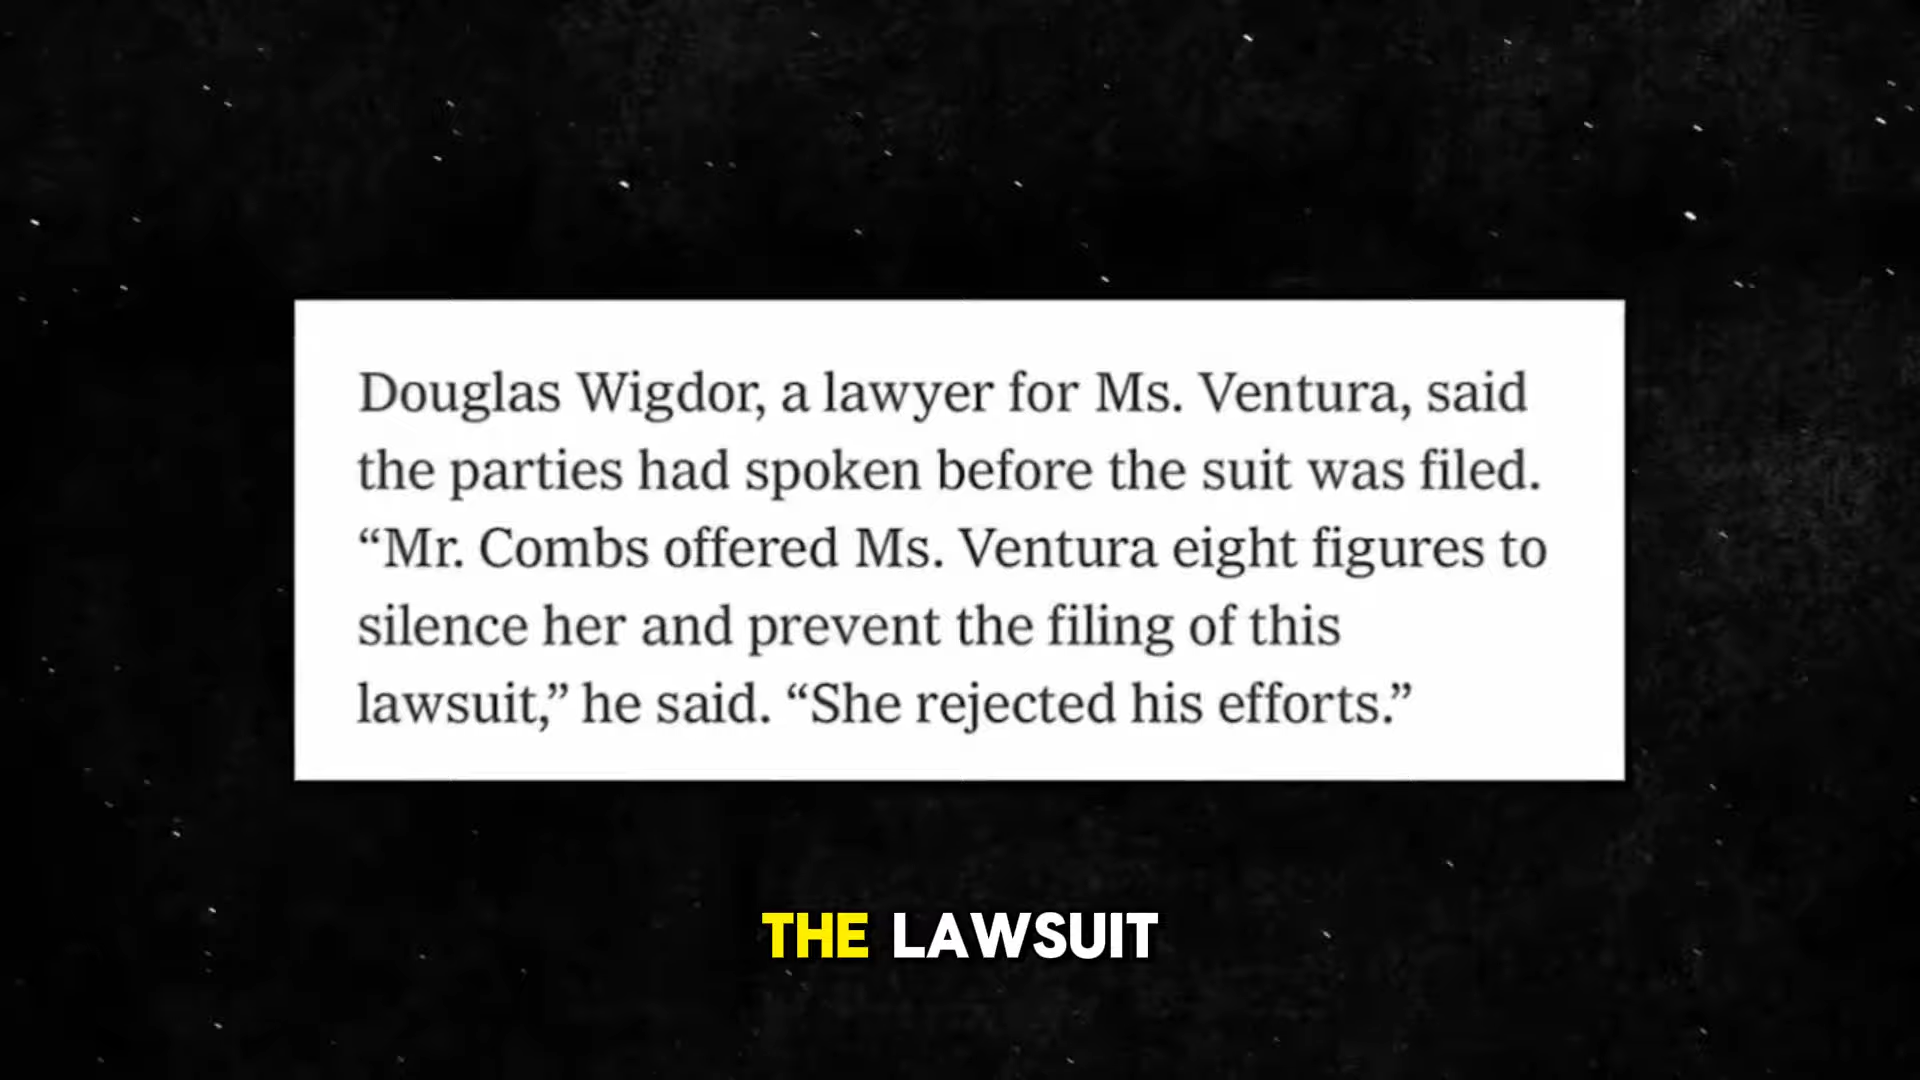 Douglas Wigdor, a lawyer for Ms. Ventura, said
the parties had spoken before the suit was filed.
“Mr. Combs offered Ms. Ventura eight figures to
silence her and prevent the filing of this
lawsuit,” he said. “She rejected his efforts.”
THE LAWSUIT